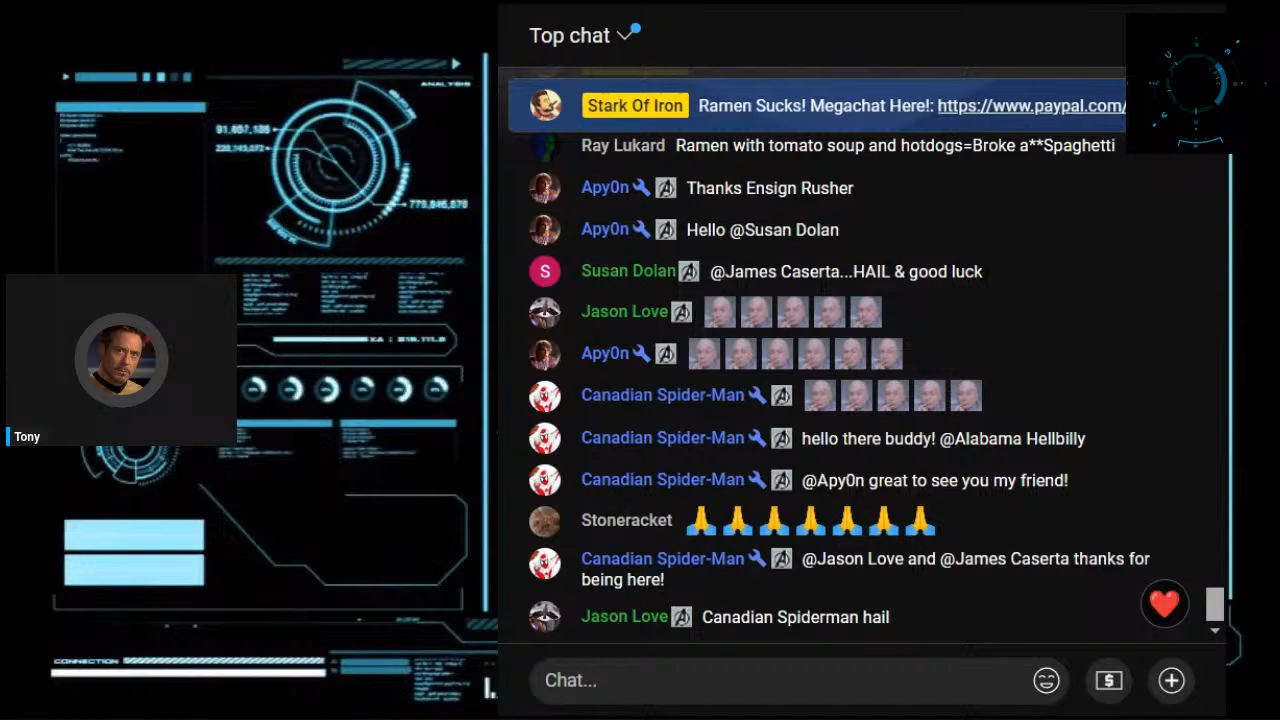 Top chat
ANALYSIS
Stark Of Iron Ramen Sucks! Megachat Here!: https://www.paypal.com/
Ray Lukard Ramen with tomato soup and hotdogs=Broke a**Spaghetti
Apy0n Thanks Ensign Rusher
Apy0n Hello @Susan Dolan
S Susan Dolan @James Caserta...HAIL & good luck
Jason Love
Apy0n
Canadian Spider-Man
Canadian Spider-Man hello there buddy! @Alabama Hellbilly
Canadian Spider-Man @Apy0n great to see you my friend!
Stoneracket 🙏🙏🙏🙏🙏🙏🙏
Canadian Spider-Man @Jason Love and @James Caserta thanks for
being here!
Jason Love Canadian Spiderman hail
Chat...
Tony
CONNECTION